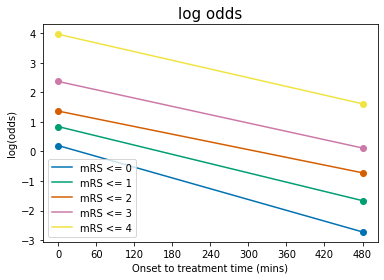 log odds
log(odds)
4
3
2
1
0
−1
−2
−3
mRS <= 0
mRS <= 1
mRS <= 2
mRS <= 3
mRS <= 4
0 60 120 180 240 300 360 420 480
Onset to treatment time (mins)